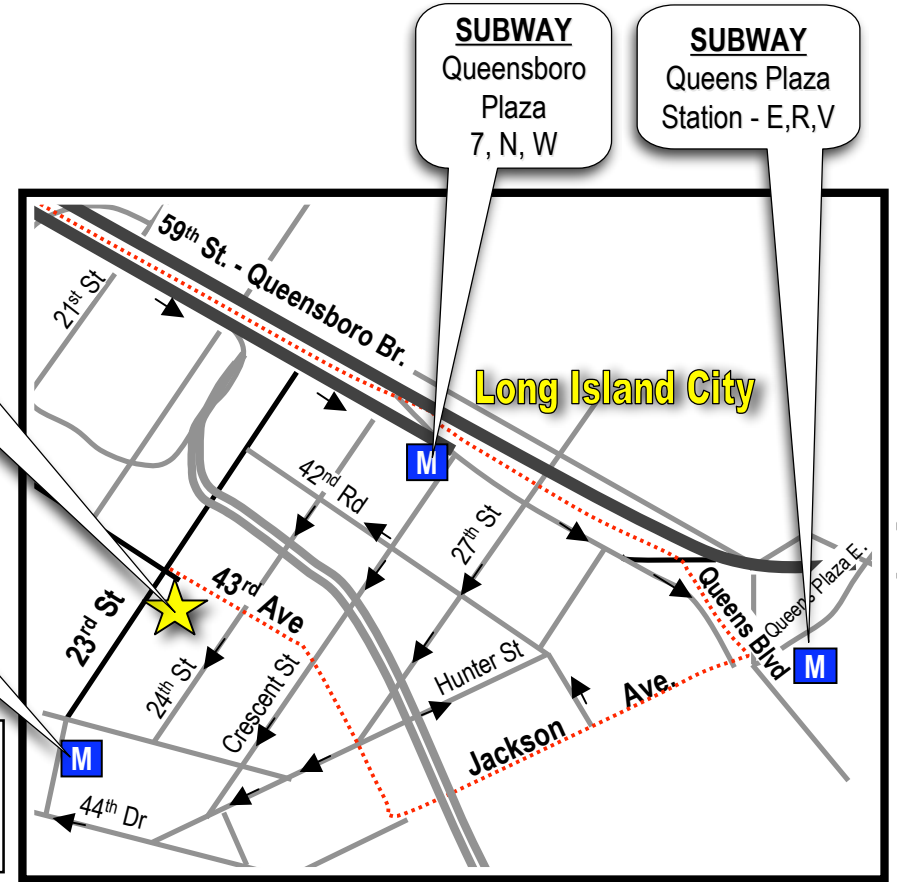 SUBWAY
Queensboro
Plaza
7, N, W
SUBWAY
Queens Plaza
Station - E,R,V
59th St. - Queensboro Br.
21st St
Long Island City
M
42nd Rd
27th St
43rd Ave
23rd St
24th St
Crescent St
Hunter St
Queens Plaza E.
Queens Blvd
M
Jackson Ave.
M
44th Dr